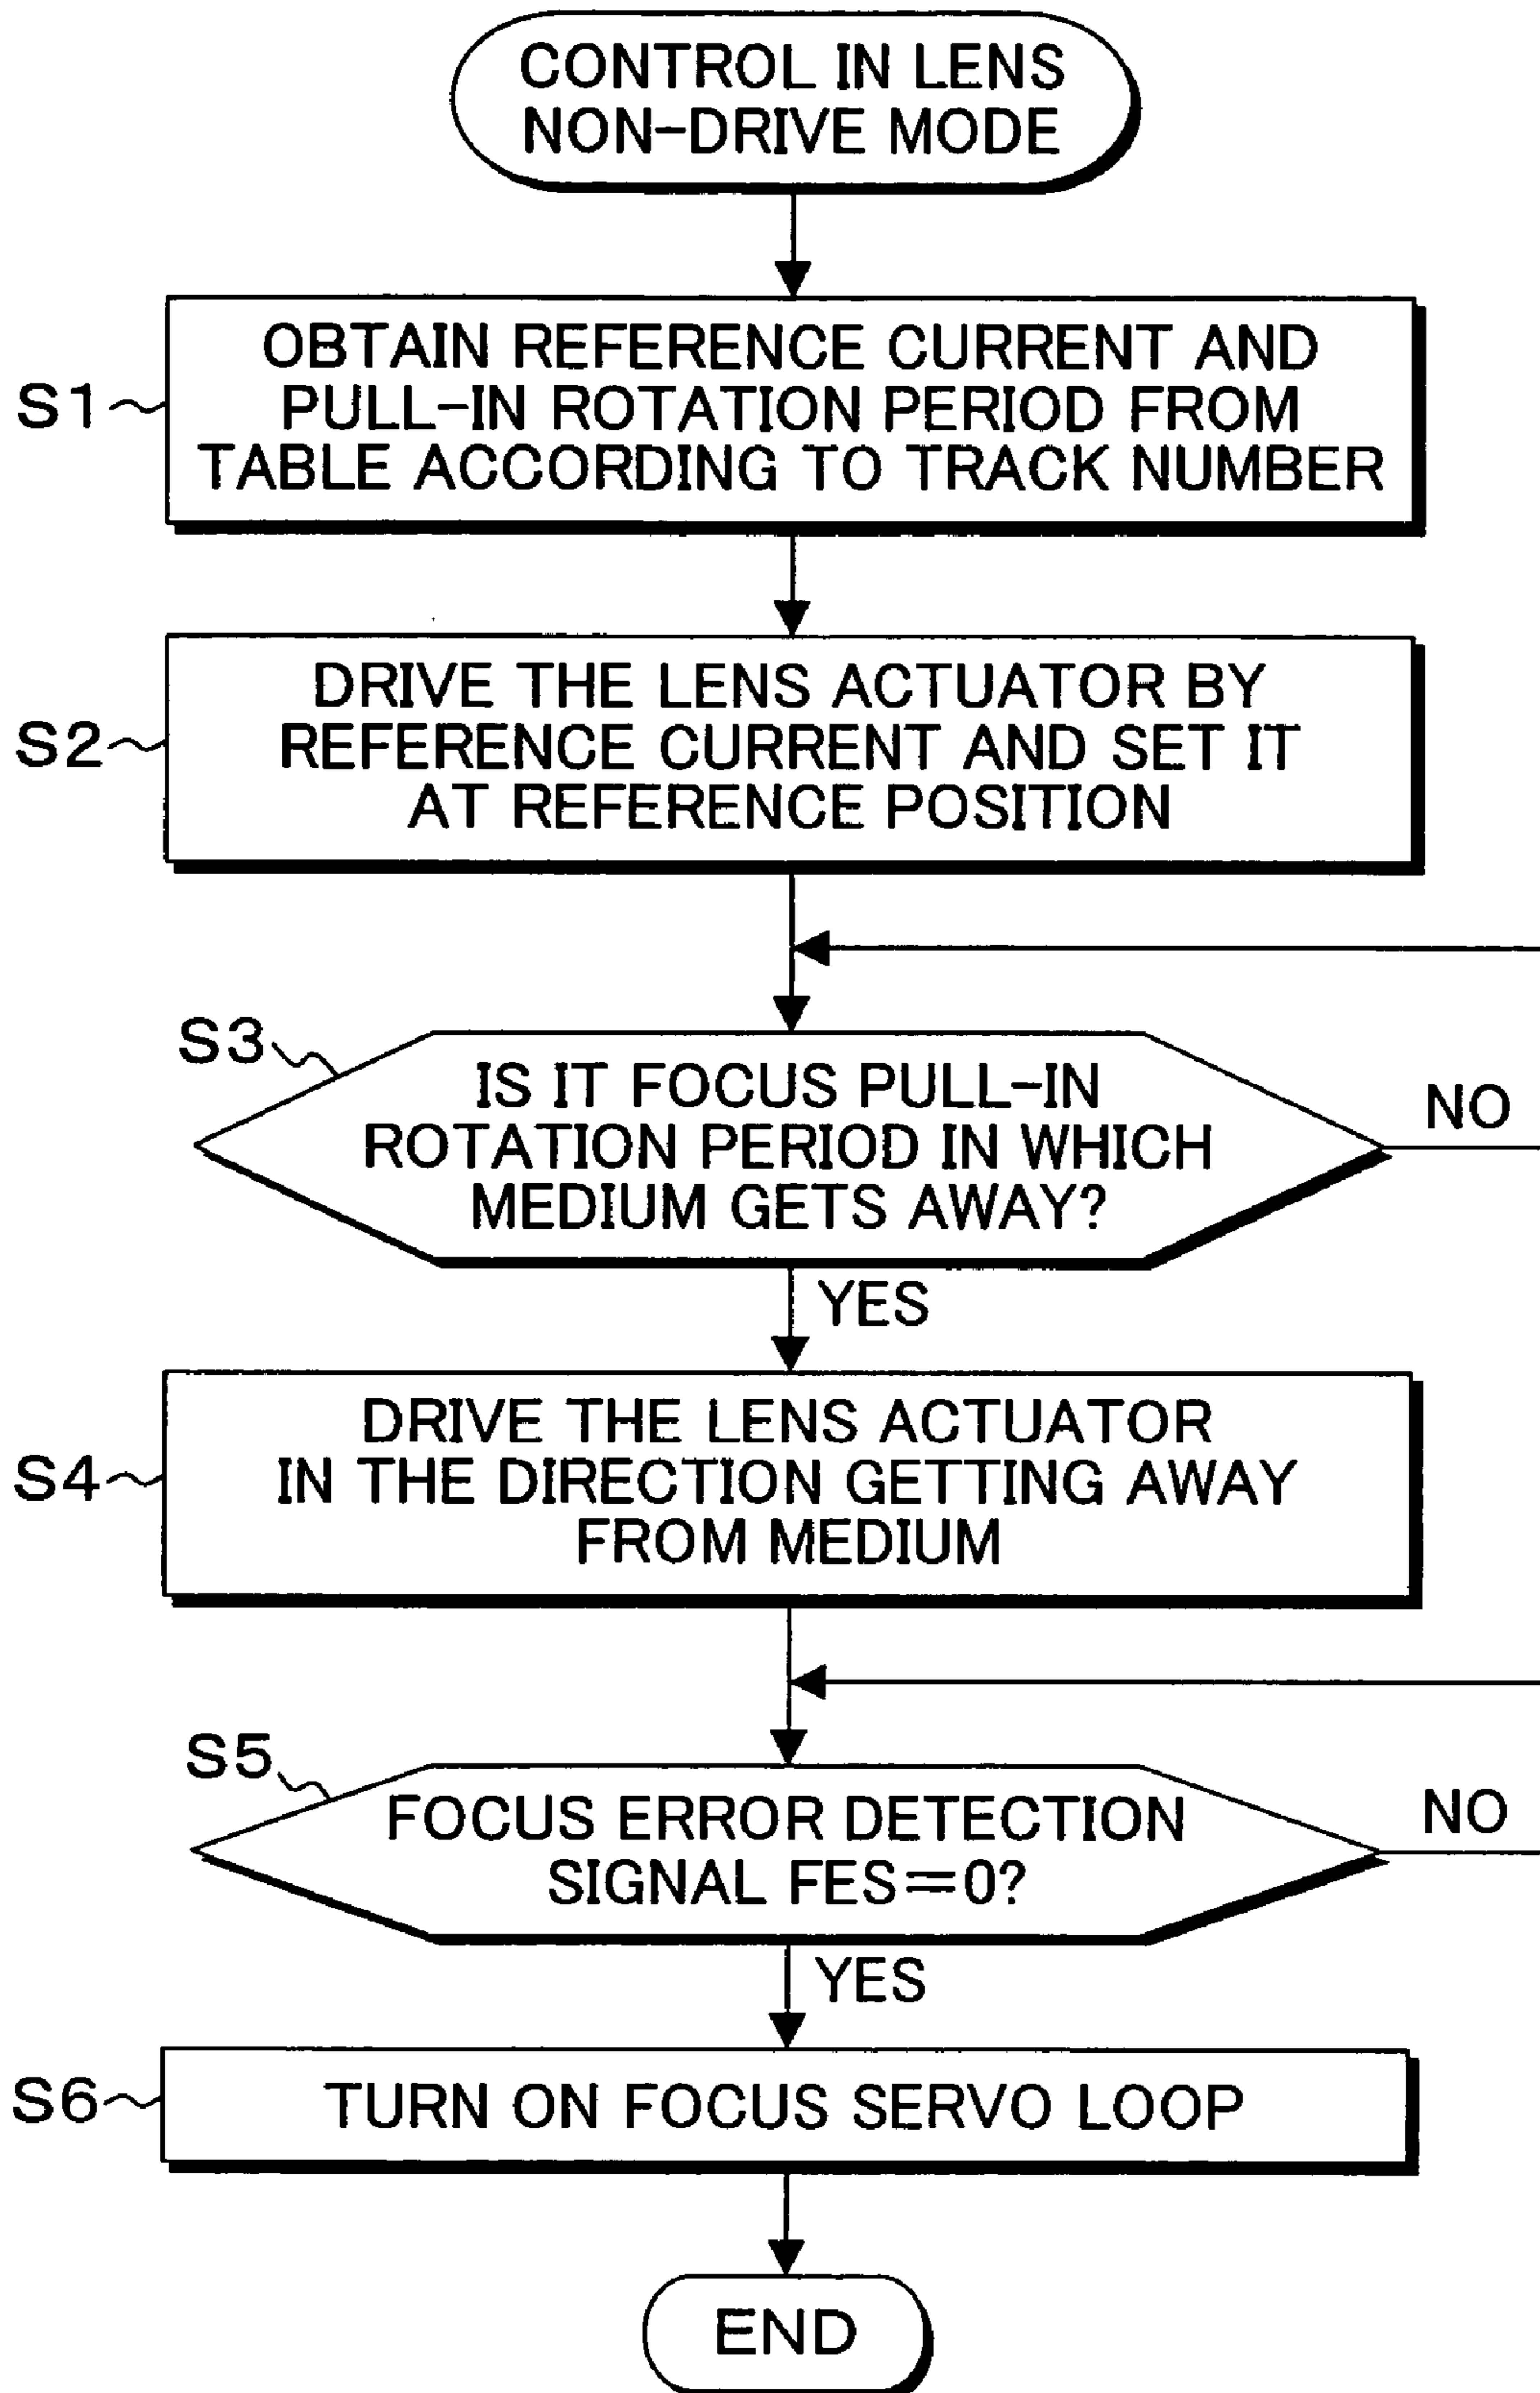 CONTROL IN LENS
NON-DRIVE MODE
S1
OBTAIN REFERENCE CURRENT AND
PULL-IN ROTATION PERIOD FROM
TABLE ACCORDING TO TRACK NUMBER
S2
DRIVE THE LENS ACTUATOR BY
REFERENCE CURRENT AND SET IT
AT REFERENCE POSITION
S3
IS IT FOCUS PULL-IN
ROTATION PERIOD IN WHICH
MEDIUM GETS AWAY?
NO
YES
S4
DRIVE THE LENS ACTUATOR
IN THE DIRECTION GETTING AWAY
FROM MEDIUM
S5
FOCUS ERROR DETECTION
SIGNAL FES=0?
NO
YES
S6
TURN ON FOCUS SERVO LOOP
END